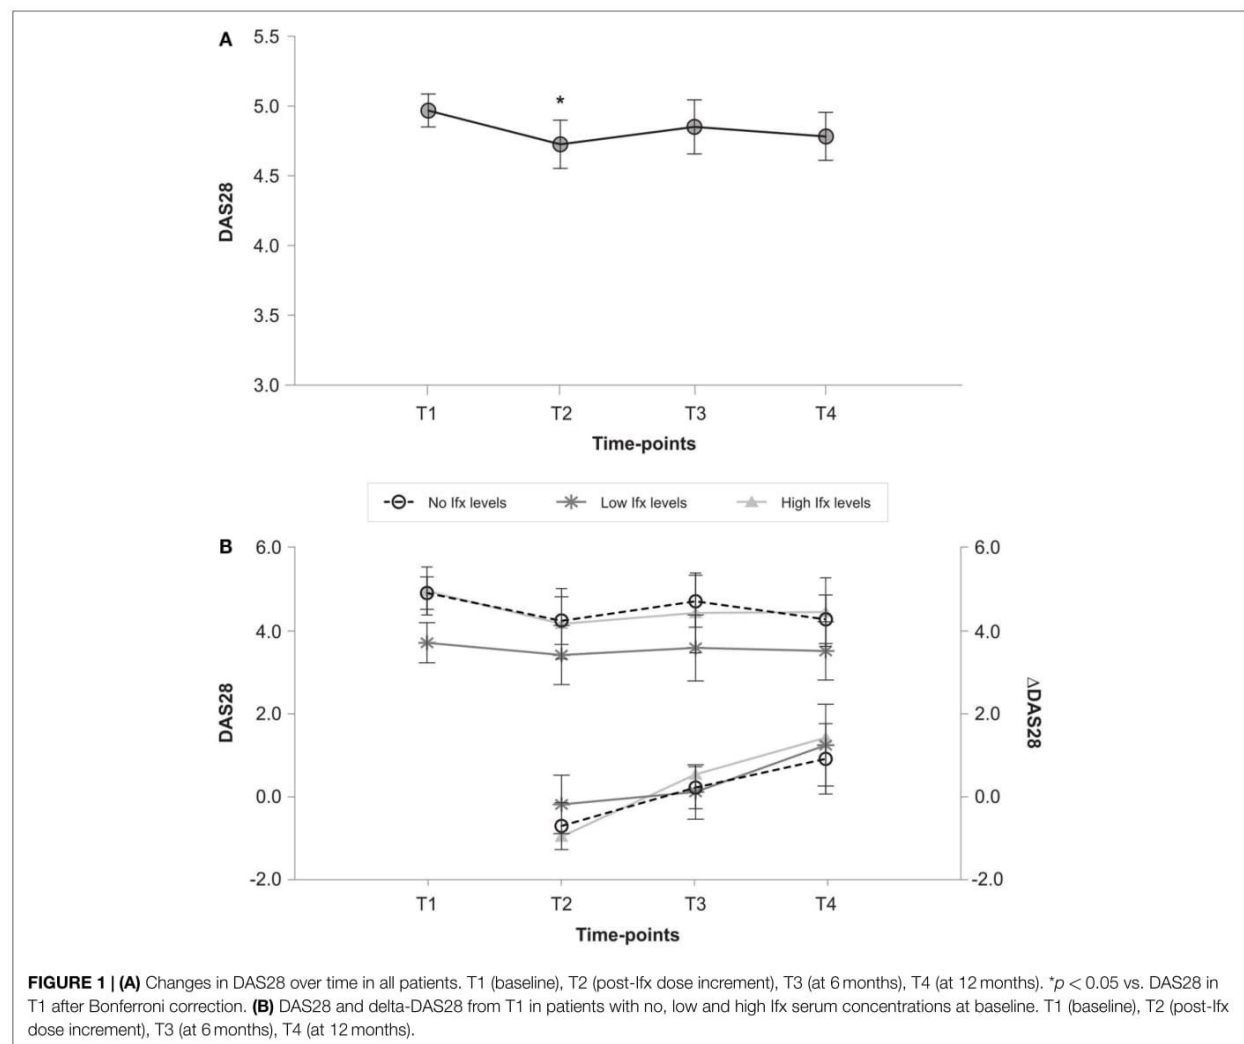 A
5.5
5.0
4.5
4.0
3.5
3.0
DAS28
*
T1 T2 T3 T4
Time-points
No Ifx levels Low Ifx levels High Ifx levels
B
6.0 6.0
4.0 4.0
2.0 2.0
0.0 0.0
-2.0 -2.0
DAS28
ΔDAS28
T1 T2 T3 T4
Time-points
FIGURE 1 | (A) Changes in DAS28 over time in all patients. T1 (baseline), T2 (post-Ifx dose increment), T3 (at 6 months), T4 (at 12 months). *p < 0.05 vs. DAS28 in
T1 after Bonferroni correction. (B) DAS28 and delta-DAS28 from T1 in patients with no, low and high Ifx serum concentrations at baseline. T1 (baseline), T2 (post-Ifx
dose increment), T3 (at 6 months), T4 (at 12 months).